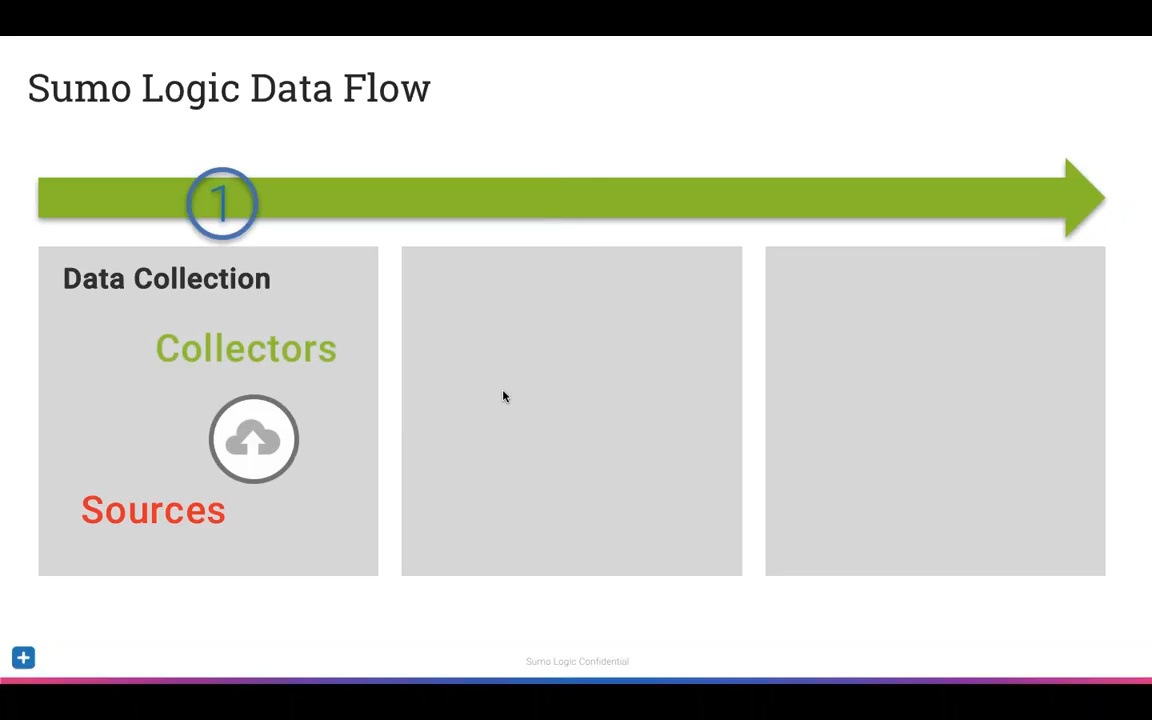 Sumo Logic Data Flow
1
Data Collection
Collectors
Sources
Sumo Logic Confidential